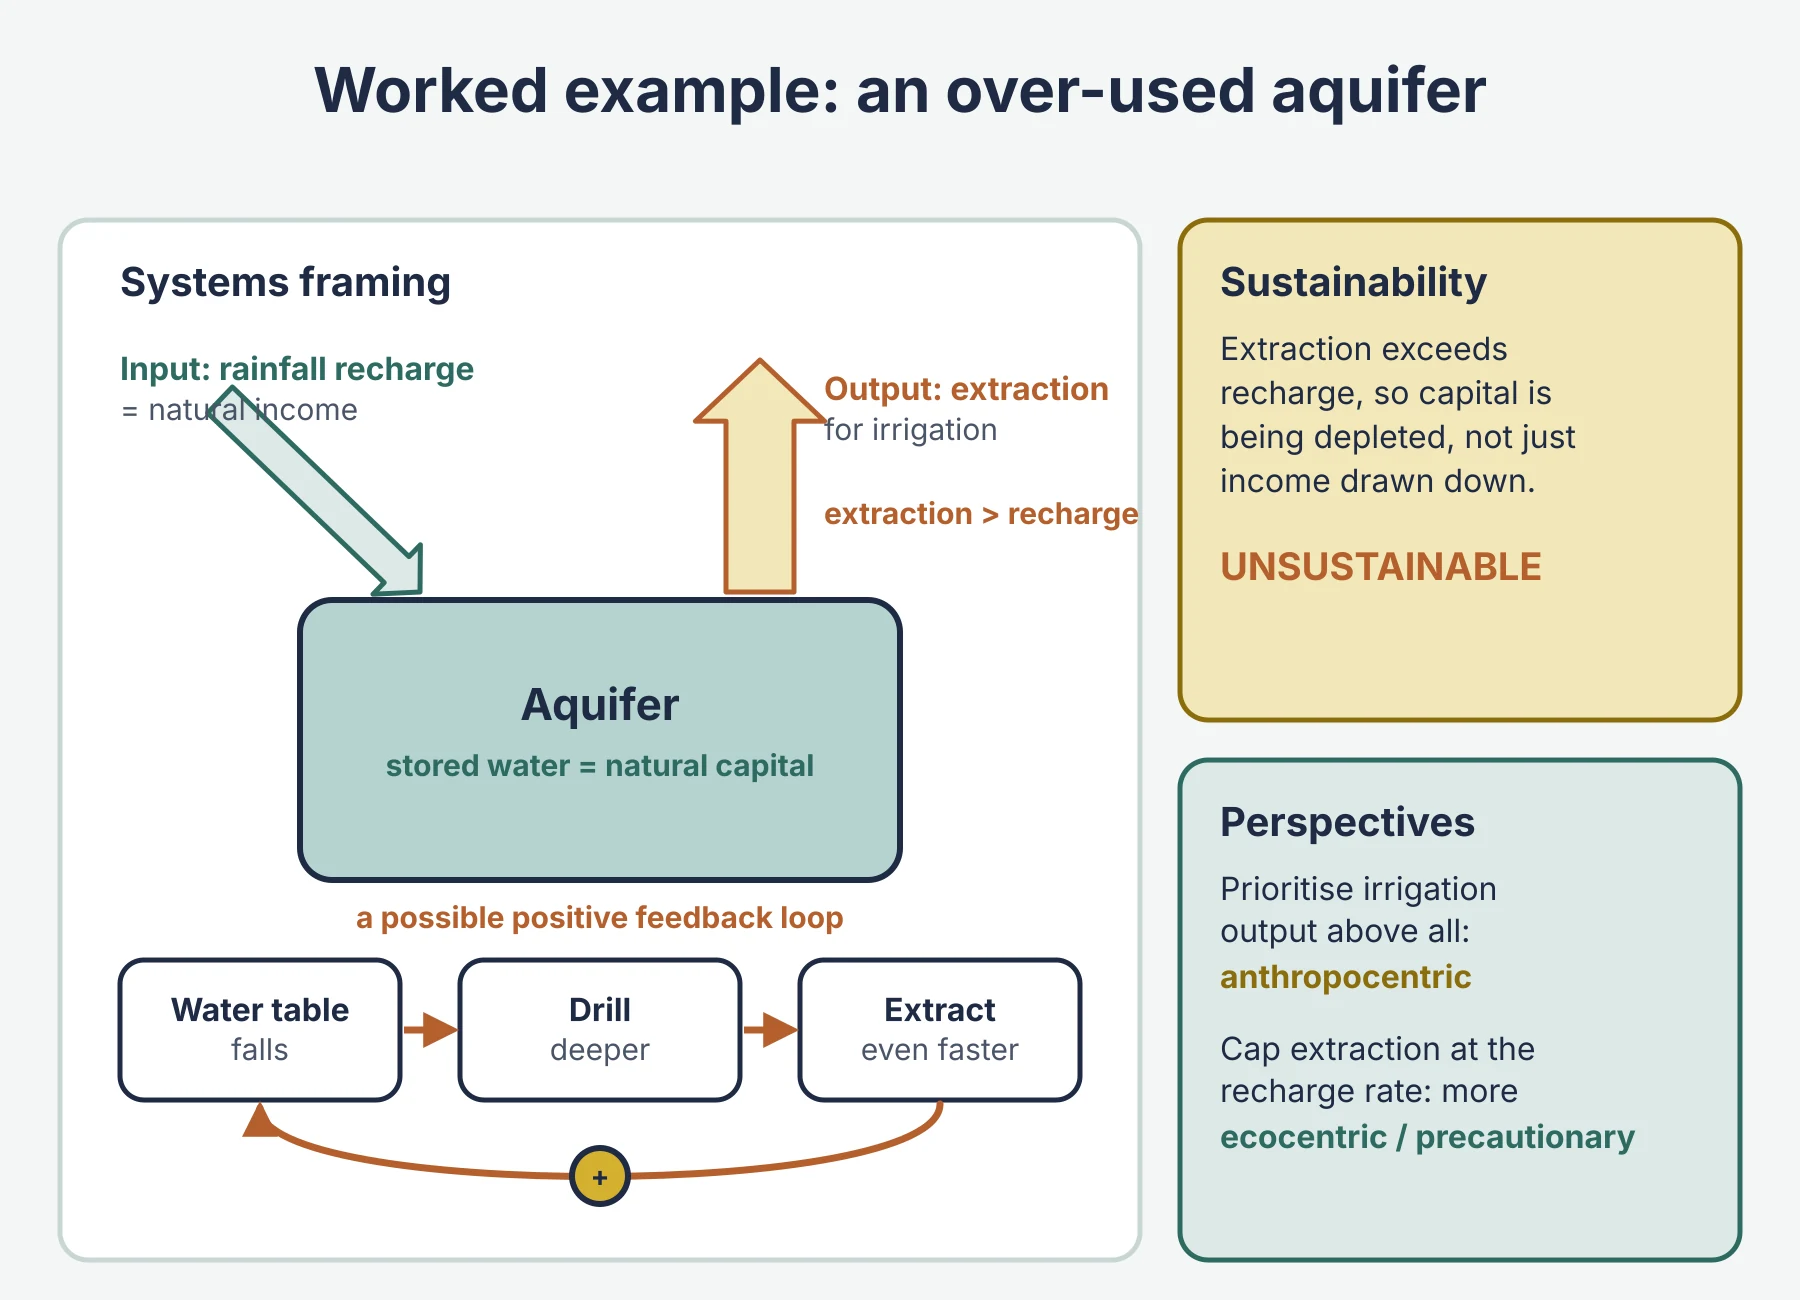 Worked example: an over-used aquifer
Systems framing
Input: rainfall recharge
= natural income
Output: extraction
for irrigation
extraction > recharge
Aquifer
stored water = natural capital
a possible positive feedback loop
Water table
falls
Drill
deeper
Extract
even faster
+
Sustainability
Extraction exceeds
recharge, so capital is
being depleted, not just
income drawn down.
UNSUSTAINABLE
Perspectives
Prioritise irrigation
output above all:
anthropocentric
Cap extraction at the
recharge rate: more
ecocentric / precautionary